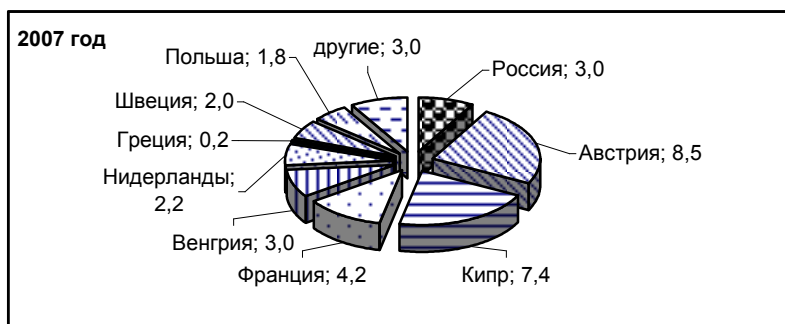 2007 год
Польша; 1,8
другие; 3,0
Россия; 3,0
Швеция; 2,0
Греция; 0,2
Австрия; 8,5
Нидерланды;
2,2
Венгрия; 3,0
Франция; 4,2
Кипр; 7,4